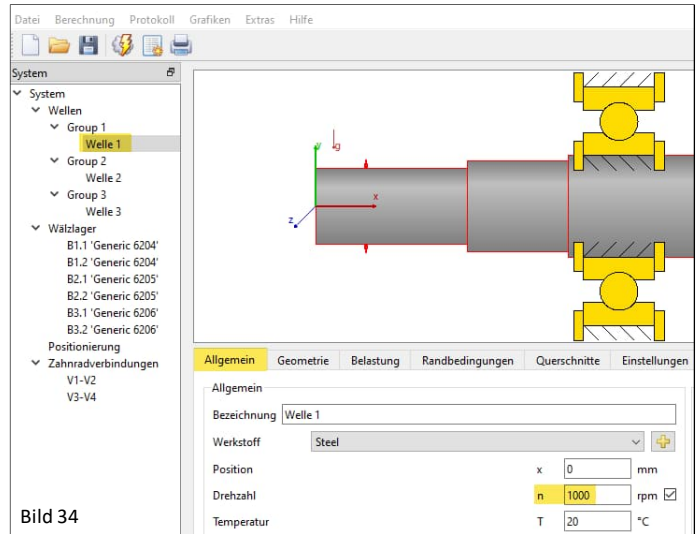 Datei Berechnung Protokoll Grafiken Extras Hilfe
System
System
Wellen
Group 1
Welle 1
Group 2
Welle 2
Group 3
Welle 3
Wälzlager
B1.1 'Generic 6204'
B1.2 'Generic 6204'
B2.1 'Generic 6205'
B2.2 'Generic 6205'
B3.1 'Generic 6206'
B3.2 'Generic 6206'
Positionierung
Zahnradverbindungen
V1-V2
V3-V4
Bild 34
y g
x
z
Allgemein Geometrie Belastung Randbedingungen Querschnitte Einstellungen
Allgemein
Bezeichnung Welle 1
Werkstoff Steel
Position x 0 mm
Drehzahl n 1000 rpm
Temperatur T 20 °C